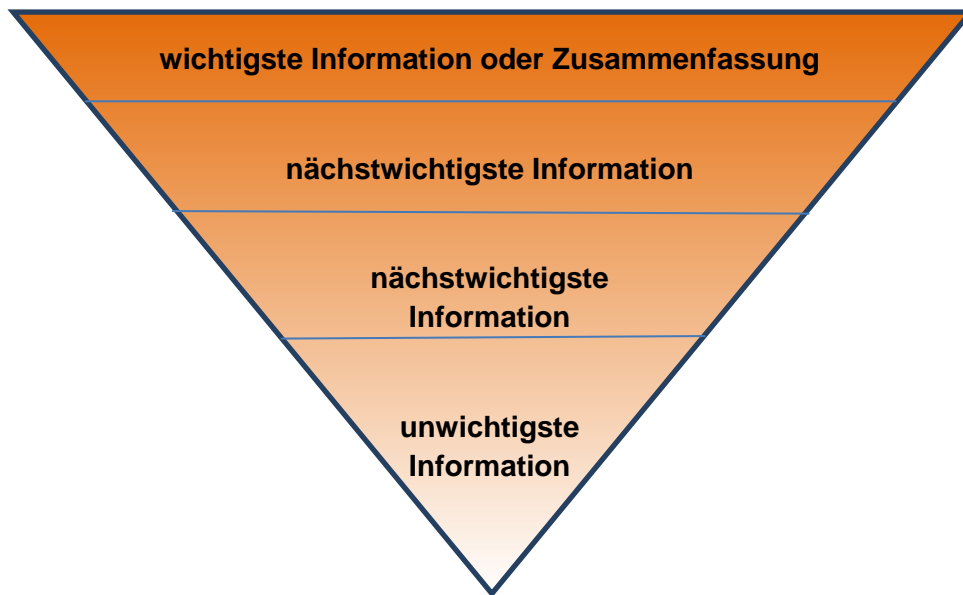 wichtigste Information oder Zusammenfassung
nächstwichtigste Information
nächstwichtigste
Information
unwichtigste
Information